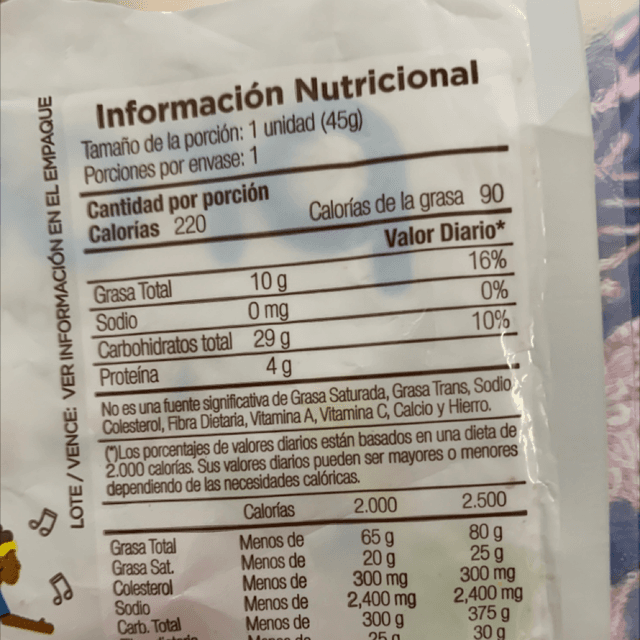 LOTE / VENCE: VER INFORMACIÓN EN EL EMPAQUE
Información Nutricional
Tamaño de la porción: 1 unidad (45g)
Porciones por envase: 1
Cantidad por porción
Calorías 220 Calorías de la grasa 90
Valor Diario*
Grasa Total 10 g 16%
Sodio 0 mg 0%
Carbohidratos total 29 g 10%
Proteína 4 g
No es una fuente significativa de Grasa Saturada, Grasa Trans, Sodio
Colesterol, Fibra Dietaria, Vitamina A, Vitamina C, Calcio y Hierro.
(*)Los porcentajes de valores diarios están basados en una dieta de
2.000 calorías. Sus valores diarios pueden ser mayores o menores
dependiendo de las necesidades calóricas.
Calorías 2.000 2.500
Grasa Total Menos de 65 g 80 g
Grasa Sat. Menos de 20 g 25 g
Colesterol Menos de 300 mg 300 mg
Sodio Menos de 2,400 mg 2,400 mg
Carb. Total Menos de 300 g 375 g
Menos de 25 g 30 g